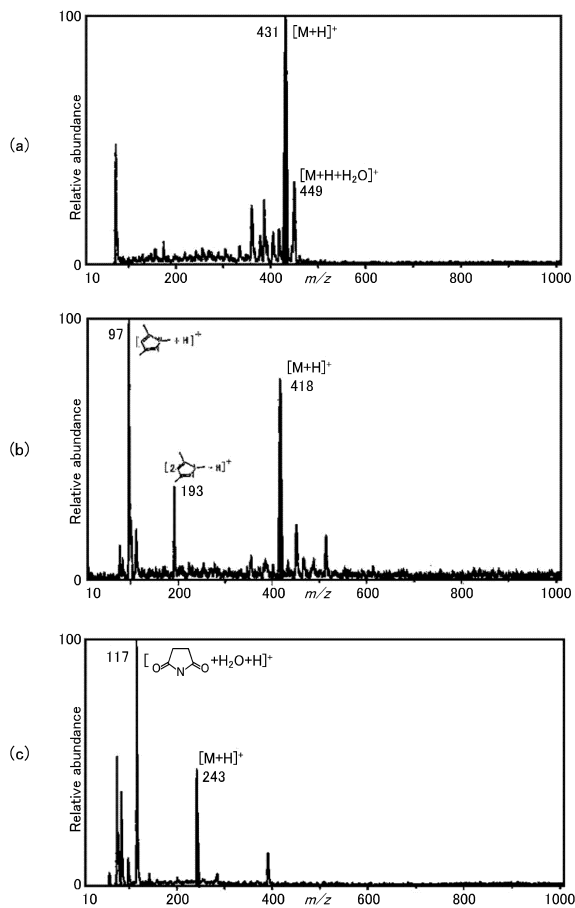 (a)
Relative abundance
100
0
431 [M+H]⁺
[M+H+H₂O]⁺
449
10 200 400 m/z 600 800 1000
(b)
Relative abundance
100
0
97 [ +H]⁺
[M+H]⁺
418
[2 -H]⁺
193
10 200 400 m/z 600 800 1000
(c)
Relative abundance
100
0
117 [ O N O +H₂O+H]⁺
[M+H]⁺
243
10 200 400 m/z 600 800 1000